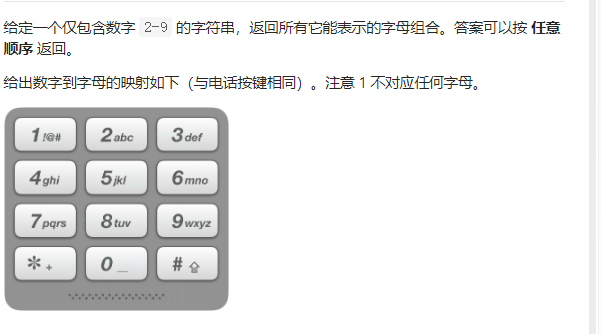 给定一个仅包含数字 2-9 的字符串，返回所有它能表示的字母组合。答案可以按 任意
顺序 返回。
给出数字到字母的映射如下（与电话按键相同）。注意 1 不对应任何字母。
1 !@# 2 abc 3 def
4 ghi 5 jkl 6 mno
7 pqrs 8 tuv 9 wxyz
* + 0 _ # ⇧